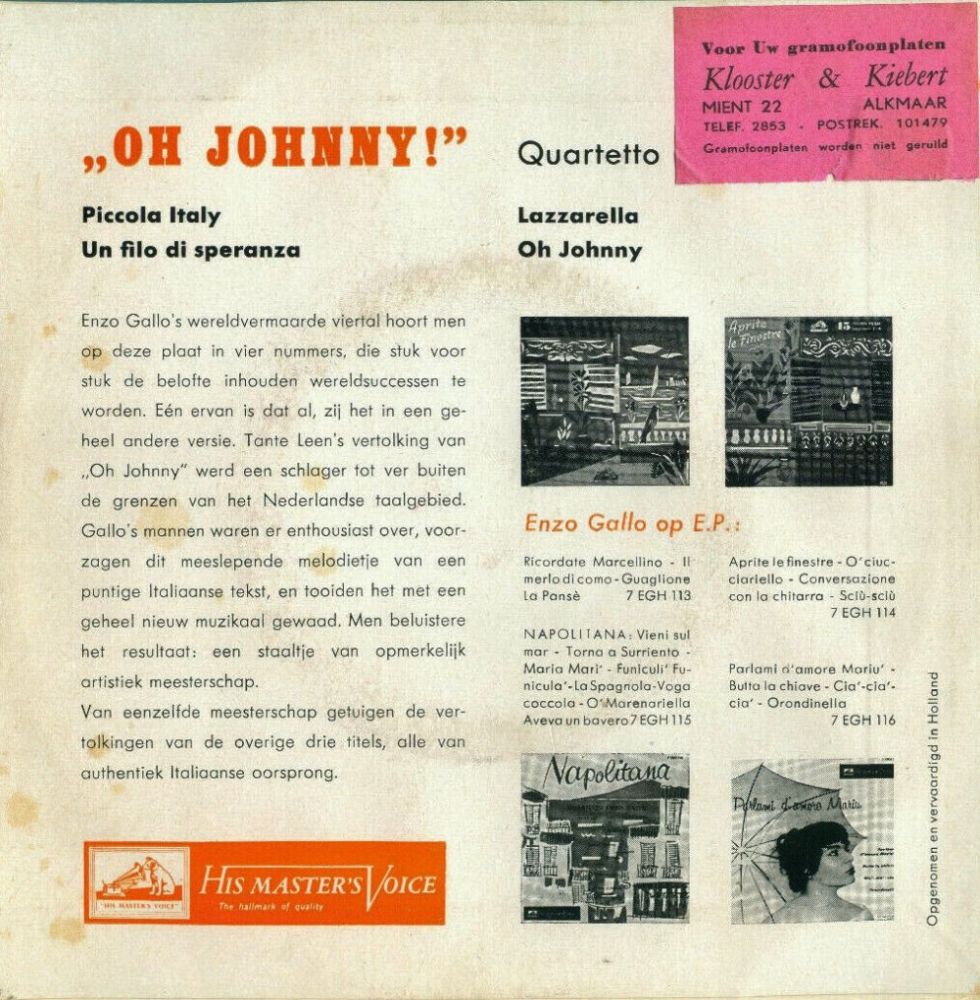 Voor Uw gramofoonplaten
Klooster & Kiebert
MIENT 22 ALKMAAR
TELEF. 2853 - POSTREK. 101479
Gramofoonplaten worden niet geruild
„OH JOHNNY!”
Quartetto
Piccola Italy
Un filo di speranza
Lazzarella
Oh Johnny
Enzo Gallo's wereldvermaarde viertal hoort men
op deze plaat in vier nummers, die stuk voor
stuk de belofte inhouden wereldsuccessen te
worden. Eén ervan is dat al, zij het in een ge-
heel andere versie. Tante Leen's vertolking van
„Oh Johnny” werd een schlager tot ver buiten
de grenzen van het Nederlandse taalgebied.
Gallo's mannen waren er enthousiast over, voor-
zagen dit meeslepende melodietje van een
puntige Italiaanse tekst, en tooiden het met een
geheel nieuw muzikaal gewaad. Men beluistere
het resultaat: een staaltje van opmerkelijk
artistiek meesterschap.
Van eenzelfde meesterschap getuigen de ver-
tolkingen van de overige drie titels, alle van
authentiek Italiaanse oorsprong.
HIS MASTER'S VOICE
"HIS MASTER'S VOICE"
The hallmark of quality
Aprite
le Finestre
45
Enzo Gallo op E.P.:
Ricordate Marcellino - Il
merlo di como - Guaglione
La Pansè 7 EGH 113
Aprite le finestre - O'ciuc-
ciariello - Conversazione
con la chitarra - Sciù-sciù
7 EGH 114
NAPOLITANA: Vieni sul
mar - Torna a Surriento -
Maria Mari' - Funiculi' Fu-
nicula' - La Spagnola - Voga
coccola - O'Marenariella
Aveva un bavero 7 EGH 115
Parlami d'amore Mariu' -
Butta la chiave - Cia'-cia'-
cia' - Orondinella
7 EGH 116
Napolitana
Parlami d'amore Mariu
Opgenomen en vervaardigd in Holland